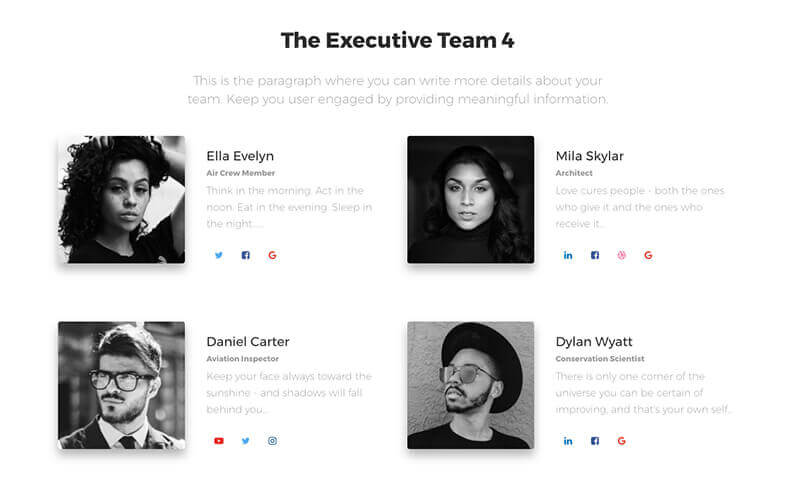 The Executive Team 4
This is the paragraph where you can write more details about your
team. Keep you user engaged by providing meaningful information.
Ella Evelyn
Air Crew Member
Think in the morning. Act in the
noon. Eat in the evening. Sleep in
the night.....
Mila Skylar
Architect
Love cures people - both the ones
who give it and the ones who
receive it...
Daniel Carter
Aviation Inspector
Keep your face always toward the
sunshine - and shadows will fall
behind you...
Dylan Wyatt
Conservation Scientist
There is only one corner of the
universe you can be certain of
improving, and that's your own self...